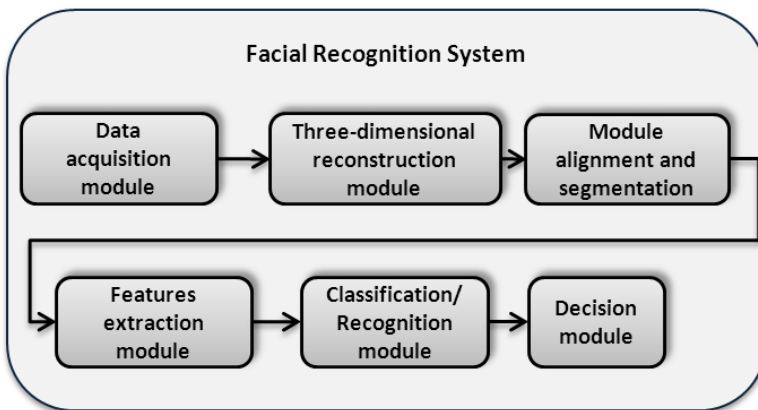 Facial Recognition System
Data
acquisition
module
Three-dimensional
reconstruction
module
Module
alignment and
segmentation
Features
extraction
module
Classification/
Recognition
module
Decision
module